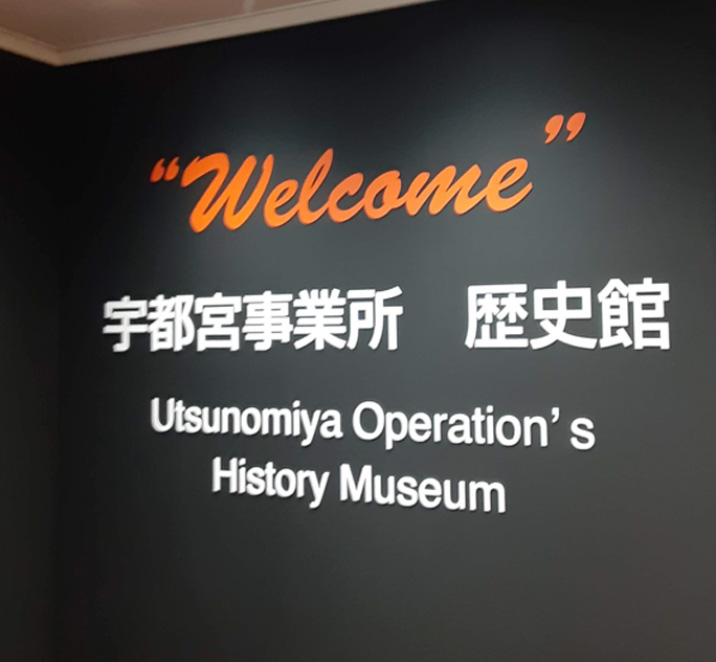 “Welcome”
宇都宮事業所　歴史館
Utsunomiya Operation’s
History Museum